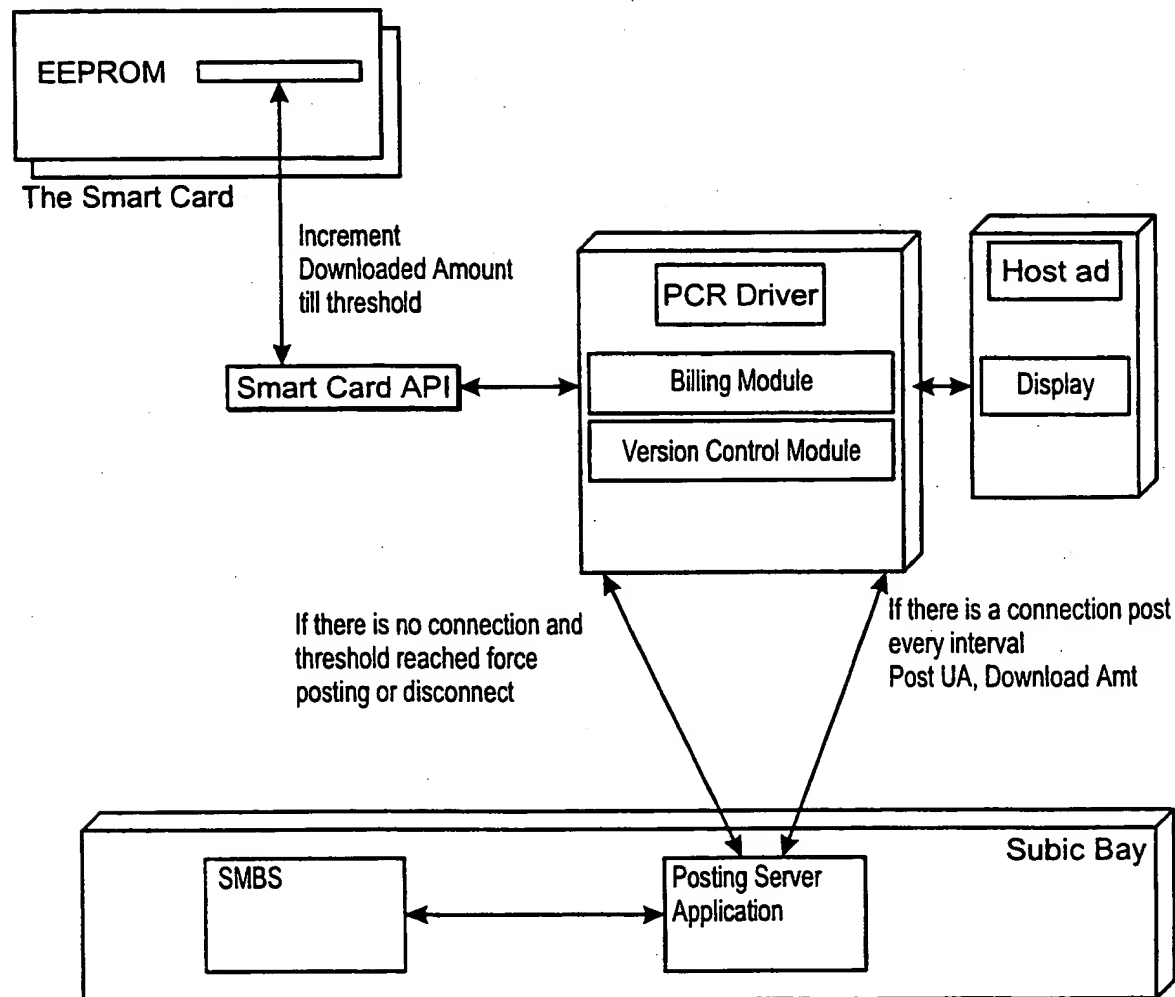 EEPROM
The Smart Card
Increment
Downloaded Amount
till threshold
Smart Card API
PCR Driver
Billing Module
Version Control Module
Host ad
Display
If there is no connection and
threshold reached force
posting or disconnect
If there is a connection post
every interval
Post UA, Download Amt
Subic Bay
SMBS
Posting Server
Application